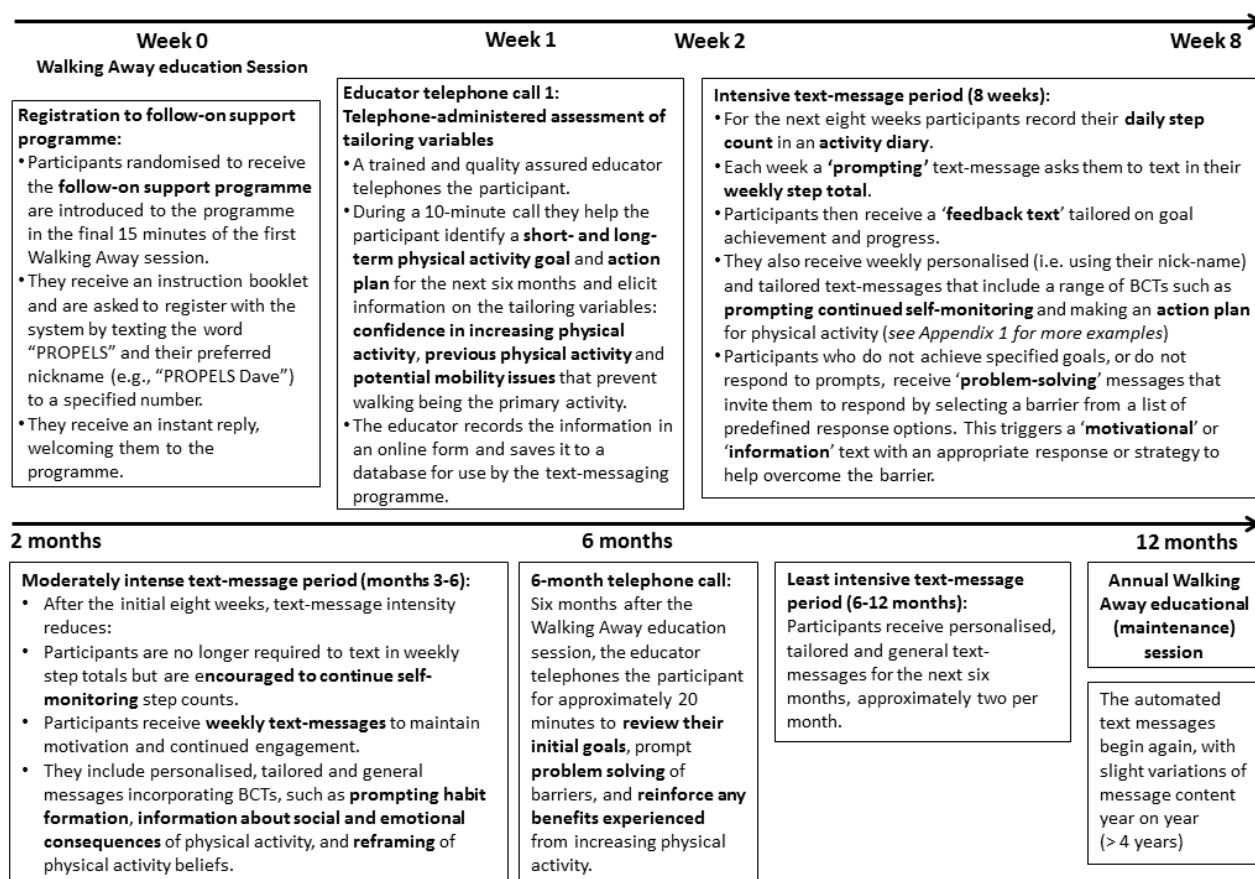 Week 0
Week 1
Week 2
Week 8
Walking Away education Session
Registration to follow-on support
programme:
•Participants randomised to receive
the follow-on support programme
are introduced to the programme
in the final 15 minutes of the first
Walking Away session.
•They receive an instruction booklet
and are asked to register with the
system by texting the word
“PROPELS” and their preferred
nickname (e.g., “PROPELS Dave”)
to a specified number.
•They receive an instant reply,
welcoming them to the
programme.
Educator telephone call 1:
Telephone-administered assessment of
tailoring variables
•A trained and quality assured educator
telephones the participant.
•During a 10-minute call they help the
participant identify a short- and long-
term physical activity goal and action
plan for the next six months and elicit
information on the tailoring variables:
confidence in increasing physical
activity, previous physical activity and
potential mobility issues that prevent
walking being the primary activity.
•The educator records the information in
an online form and saves it to a
database for use by the text-messaging
programme.
Intensive text-message period (8 weeks):
•For the next eight weeks participants record their daily step
count in an activity diary.
•Each week a ‘prompting’ text-message asks them to text in their
weekly step total.
•Participants then receive a ‘feedback text’ tailored on goal
achievement and progress.
•They also receive weekly personalised (i.e. using their nick-name)
and tailored text-messages that include a range of BCTs such as
prompting continued self-monitoring and making an action plan
for physical activity (see Appendix 1 for more examples)
•Participants who do not achieve specified goals, or do not
respond to prompts, receive ‘problem-solving’ messages that
invite them to respond by selecting a barrier from a list of
predefined response options. This triggers a ‘motivational’ or
‘information’ text with an appropriate response or strategy to
help overcome the barrier.
2 months
6 months
12 months
Moderately intense text-message period (months 3-6):
• After the initial eight weeks, text-message intensity
reduces:
• Participants are no longer required to text in weekly
step totals but are encouraged to continue self-
monitoring step counts.
• Participants receive weekly text-messages to maintain
motivation and continued engagement.
• They include personalised, tailored and general
messages incorporating BCTs, such as prompting habit
formation, information about social and emotional
consequences of physical activity, and reframing of
physical activity beliefs.
6-month telephone call:
Six months after the
Walking Away education
session, the educator
telephones the participant
for approximately 20
minutes to review their
initial goals, prompt
problem solving of
barriers, and reinforce any
benefits experienced
from increasing physical
activity.
Least intensive text-message
period (6-12 months):
Participants receive personalised,
tailored and general text-
messages for the next six
months, approximately two per
month.
Annual Walking
Away educational
(maintenance)
session
The automated
text messages
begin again, with
slight variations of
message content
year on year
(> 4 years)